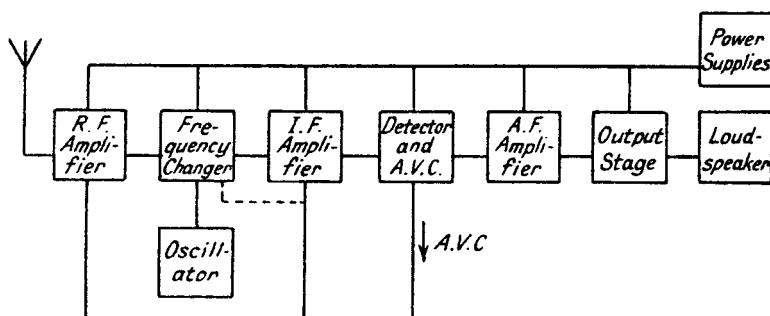 Power
Supplies
R. F.
Ampli-
fier
Fre-
quency
Changer
I. F.
Ampli-
fier
Detector
and
A.V.C.
A.F.
Ampli-
fier
Output
Stage
Loud-
speaker
Oscill-
ator
A.V.C